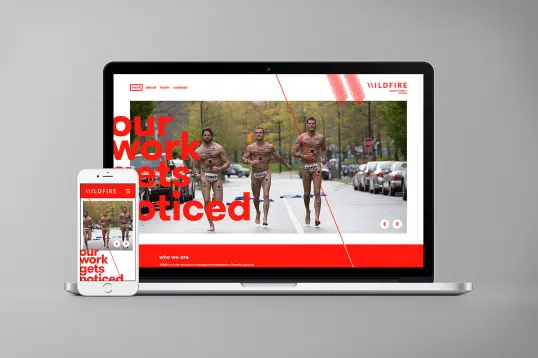 work about team contact
WILDFIRE
our
work
gets
noticed
who we are
WILDFIRE
our
work
gets
noticed